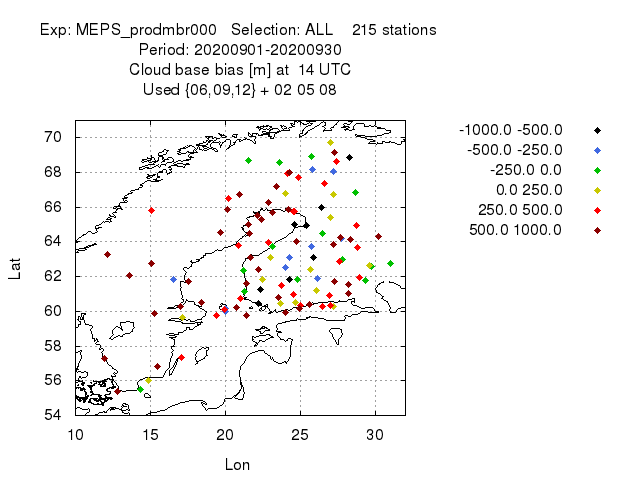 Exp: MEPS_prodmbr000 Selection: ALL 215 stations
Period: 20200901-20200930
Cloud base bias [m] at 14 UTC
Used {06,09,12} + 02 05 08
-1000.0 -500.0
-500.0 -250.0
-250.0 0.0
0.0 250.0
250.0 500.0
500.0 1000.0
Lat
70
68
66
64
62
60
58
56
54
10 15 20 25 30
Lon